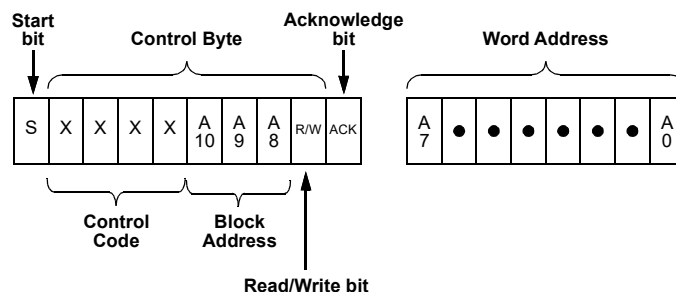 Start
bit
Control Byte
Acknowledge
bit
Word Address
S X X X X A
10 A
9 A
8 R/W ACK
A
7 ● ● ● ● ● ● A
0
Control
Code
Block
Address
Read/Write bit